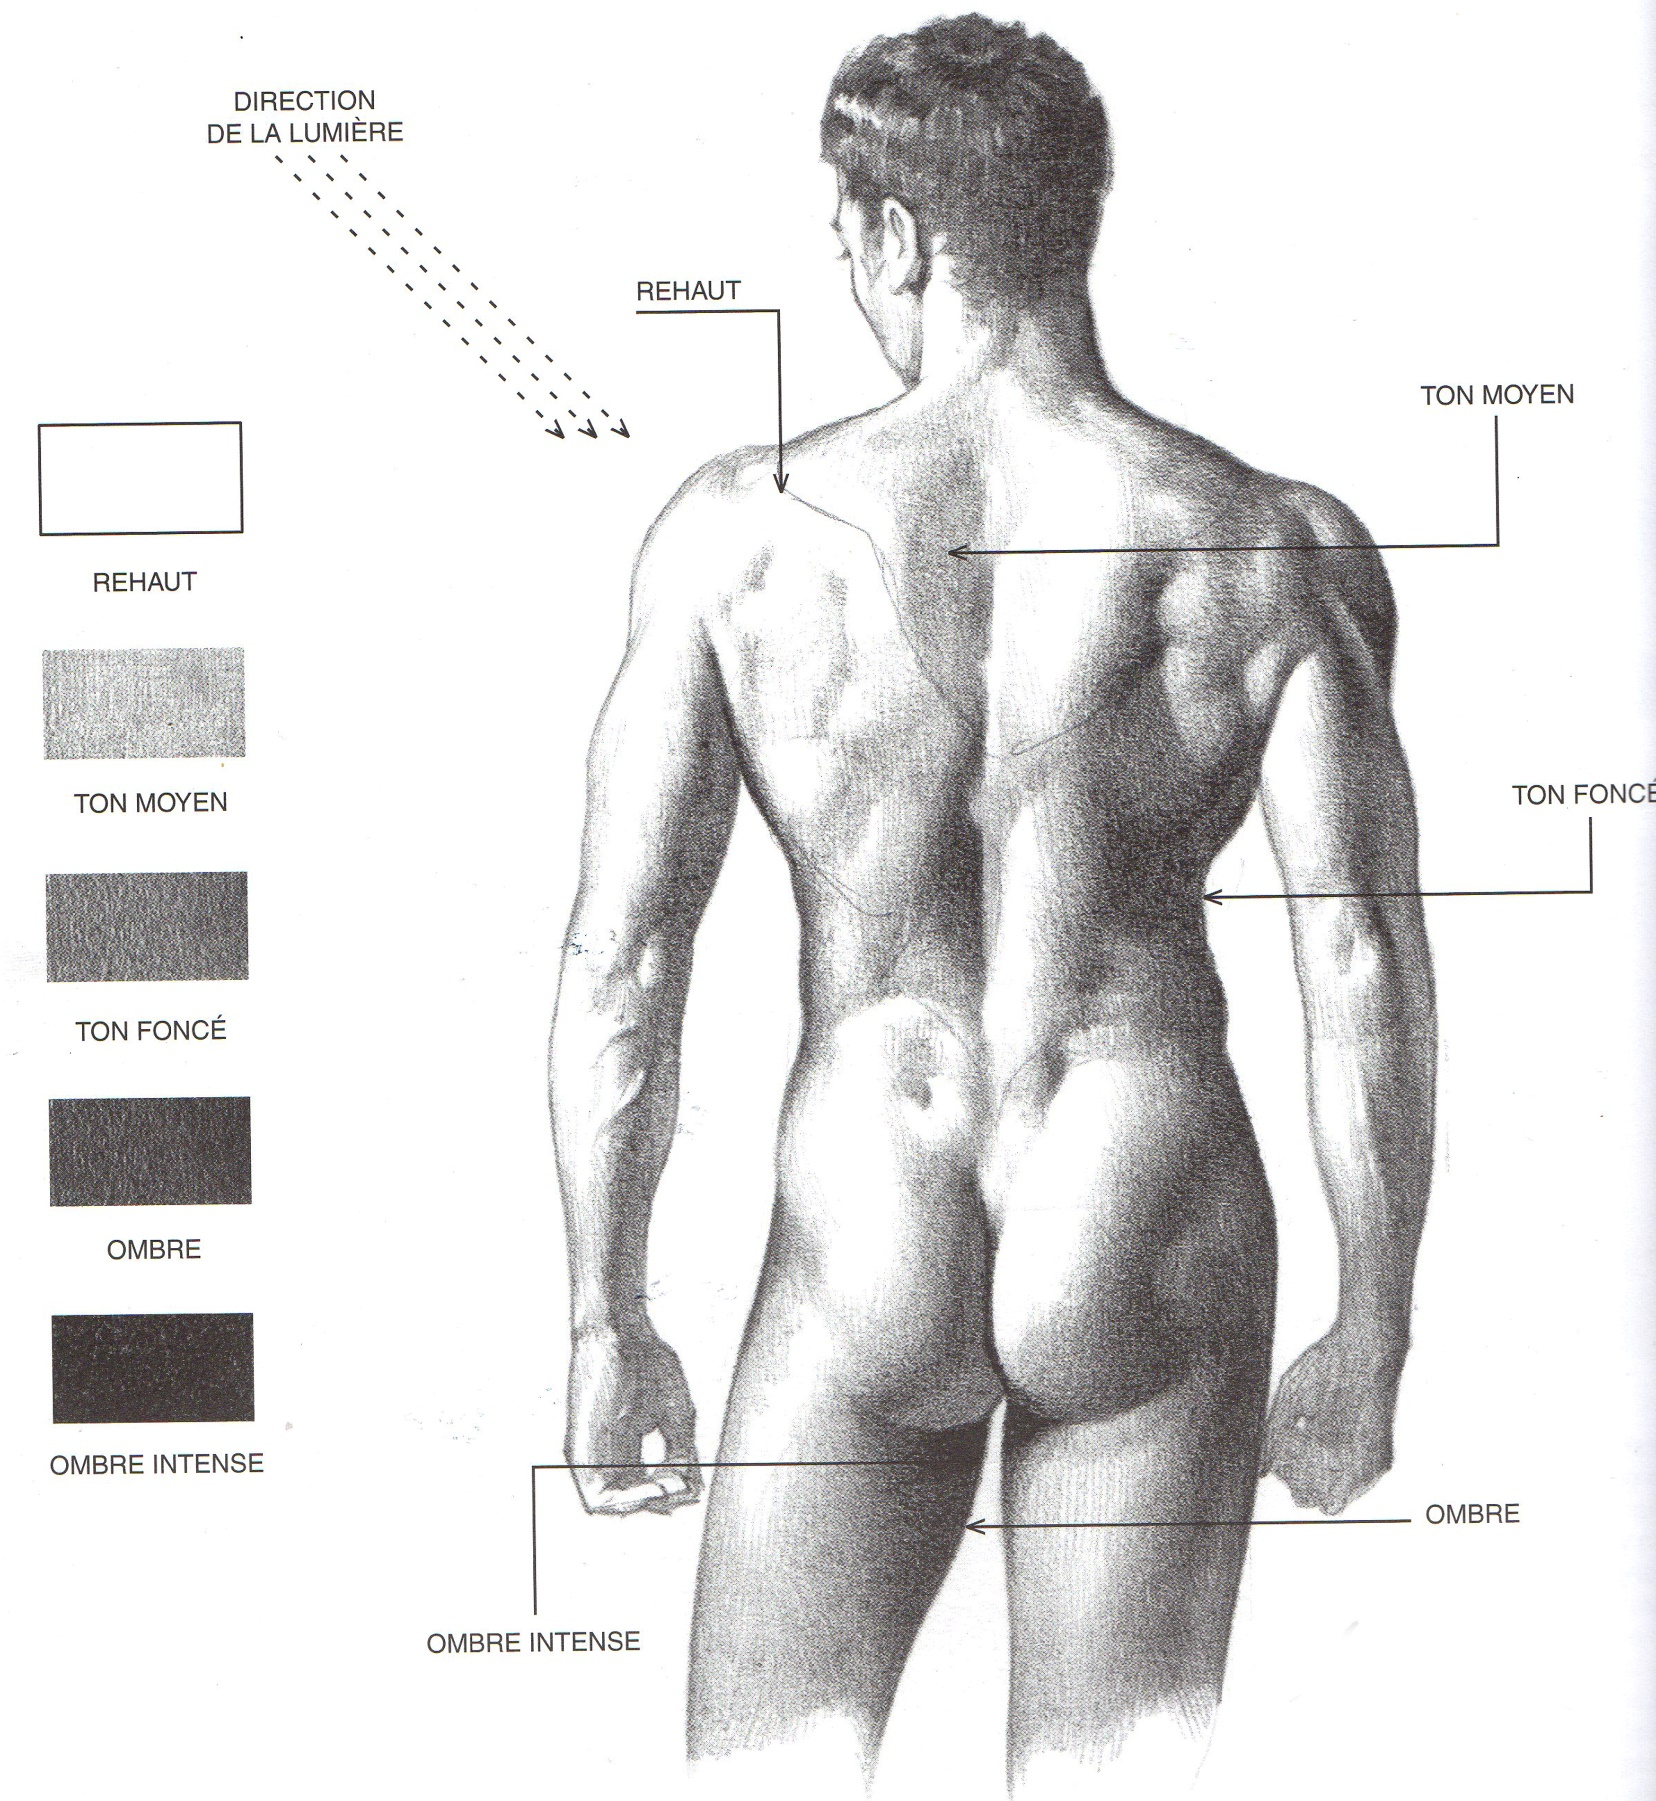 DIRECTION
DE LA LUMIÈRE
REHAUT
TON MOYEN
REHAUT
TON MOYEN
TON FONCÉ
TON FONCÉ
OMBRE
OMBRE INTENSE
OMBRE
OMBRE INTENSE